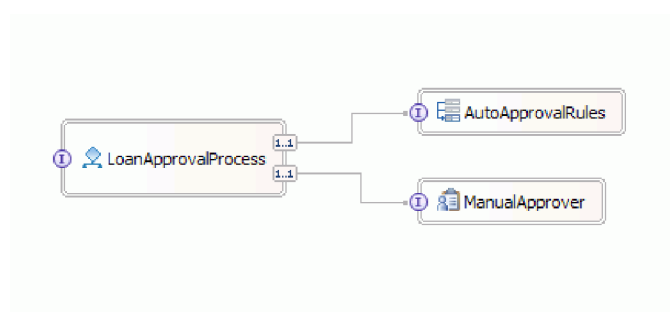 I
LoanApprovalProcess
1..1
1..1
I
AutoApprovalRules
I
ManualApprover